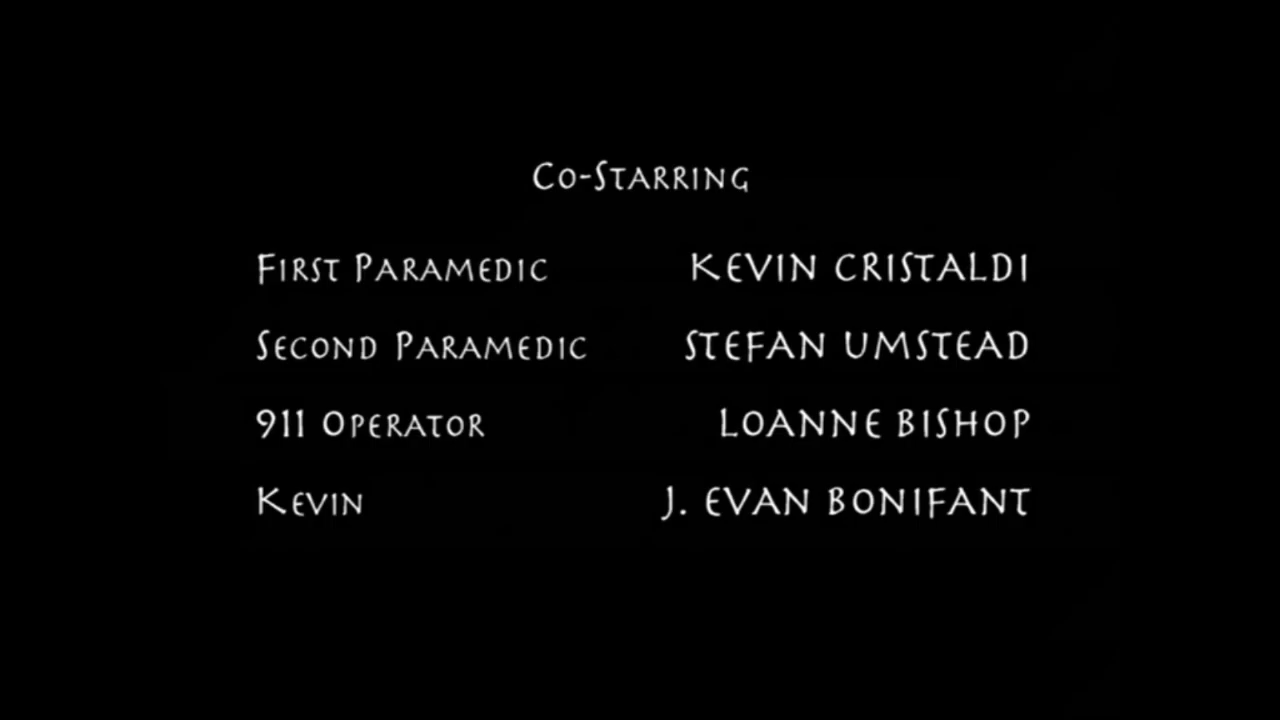 Co-Starring
First Paramedic KEVIN CRISTALDI
Second Paramedic STEFAN UMSTEAD
911 Operator LOANNE BISHOP
Kevin J. EVAN BONIFANT